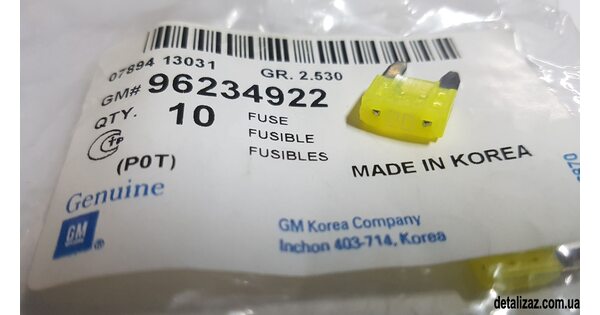 07894 13031
GR. 2.530
GM# 96234922
QTY. 10
FUSE
FUSIBLE
FUSIBLES
(P0T)
MADE IN KOREA
Genuine
GM
®
GM Korea Company
Inchon 403-714, Korea
detalizaz.com.ua